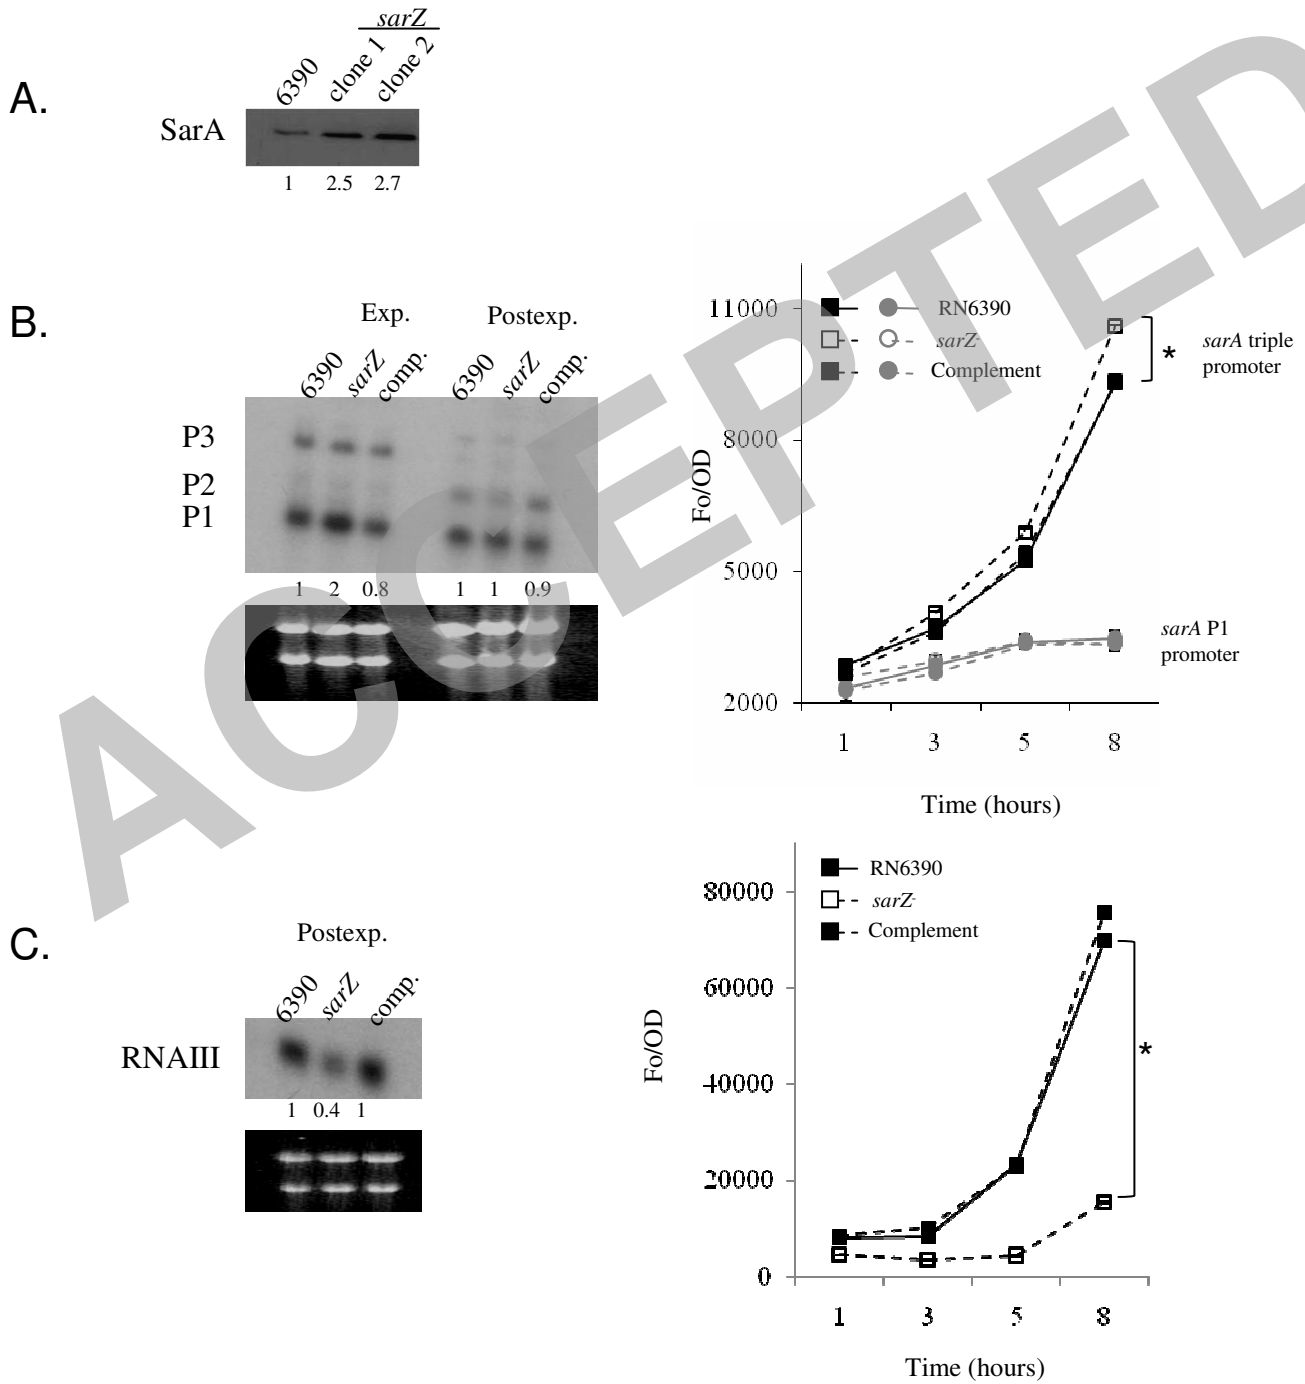 A.
sarZ
6390
clone 1
clone 2
SarA
1 2.5 2.7
B.
Exp. Postexp.
6390 sarZ comp. 6390 sarZ comp.
P3
P2
P1
1 2 0.8 1 1 0.9
11000
8000
5000
2000
Fo/OD
RN6390
sarZ-
Complement
*
sarA triple
promoter
sarA P1
promoter
1 3 5 8
Time (hours)
C.
Postexp.
6390 sarZ comp.
RNAIII
1 0.4 1
80000
60000
40000
20000
0
Fo/OD
RN6390
sarZ-
Complement
*
1 3 5 8
Time (hours)
ACCEPTED